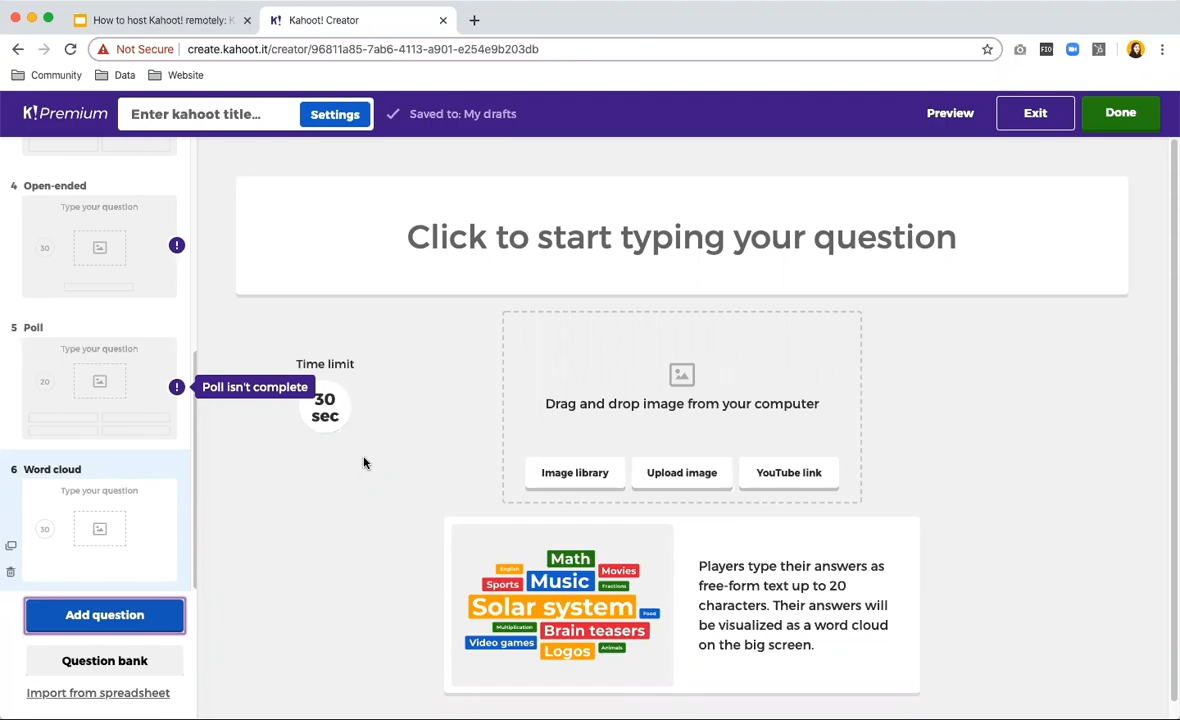 How to host Kahoot! remotely: K
K! Kahoot! Creator
Not Secure
create.kahoot.it/creator/96811a85-7ab6-4113-a901-e254e9b203db
FIO
Community
Data
Website
K! Premium
Enter kahoot title...
Settings
Saved to: My drafts
Preview
Exit
Done
4 Open-ended
Type your question
30
!
5 Poll
Type your question
20
!
Poll isn't complete
6 Word cloud
Type your question
30
Add question
Question bank
Import from spreadsheet
Click to start typing your question
Time limit
30
sec
Drag and drop image from your computer
Image library
Upload image
YouTube link
Math
English
Movies
Sports
Music
Fractions
Solar system
Food
Multiplication
Brain teasers
Video games
Logos
Animals
Players type their answers as
free-form text up to 20
characters. Their answers will
be visualized as a word cloud
on the big screen.